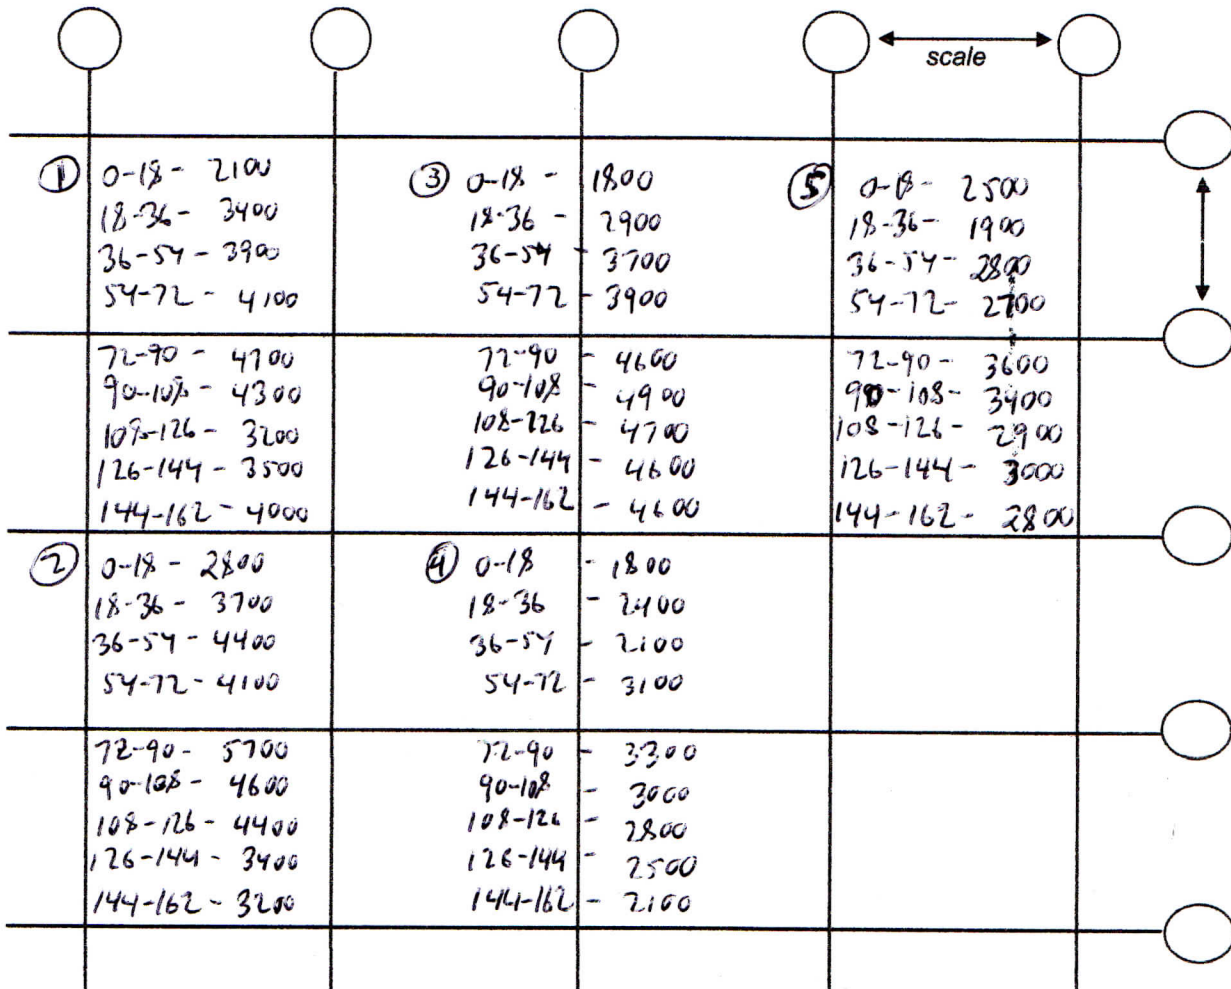 scale
① 0-18 - 2100
18-36 - 3400
36-54 - 3900
54-72 - 4100
72-90 - 4700
90-108 - 4300
108-126 - 3200
126-144 - 3500
144-162 - 4000
② 0-18 - 2800
18-36 - 3700
36-54 - 4400
54-72 - 4100
72-90 - 5700
90-108 - 4600
108-126 - 4400
126-144 - 3400
144-162 - 3200
③ 0-18 - 1800
18-36 - 2900
36-54 - 3700
54-72 - 3900
72-90 - 4600
90-108 - 4900
108-226 - 4700
126-144 - 4600
144-162 - 4600
④ 0-18 - 1800
18-36 - 2400
36-54 - 2100
54-72 - 3100
72-90 - 3300
90-108 - 3000
108-126 - 2800
126-144 - 2500
144-162 - 2100
⑤ 0-18 - 2500
18-36 - 1900
36-54 - 2800
54-72 - 2700
72-90 - 3600
90-108 - 3400
108-126 - 2900
126-144 - 3000
144-162 - 2800